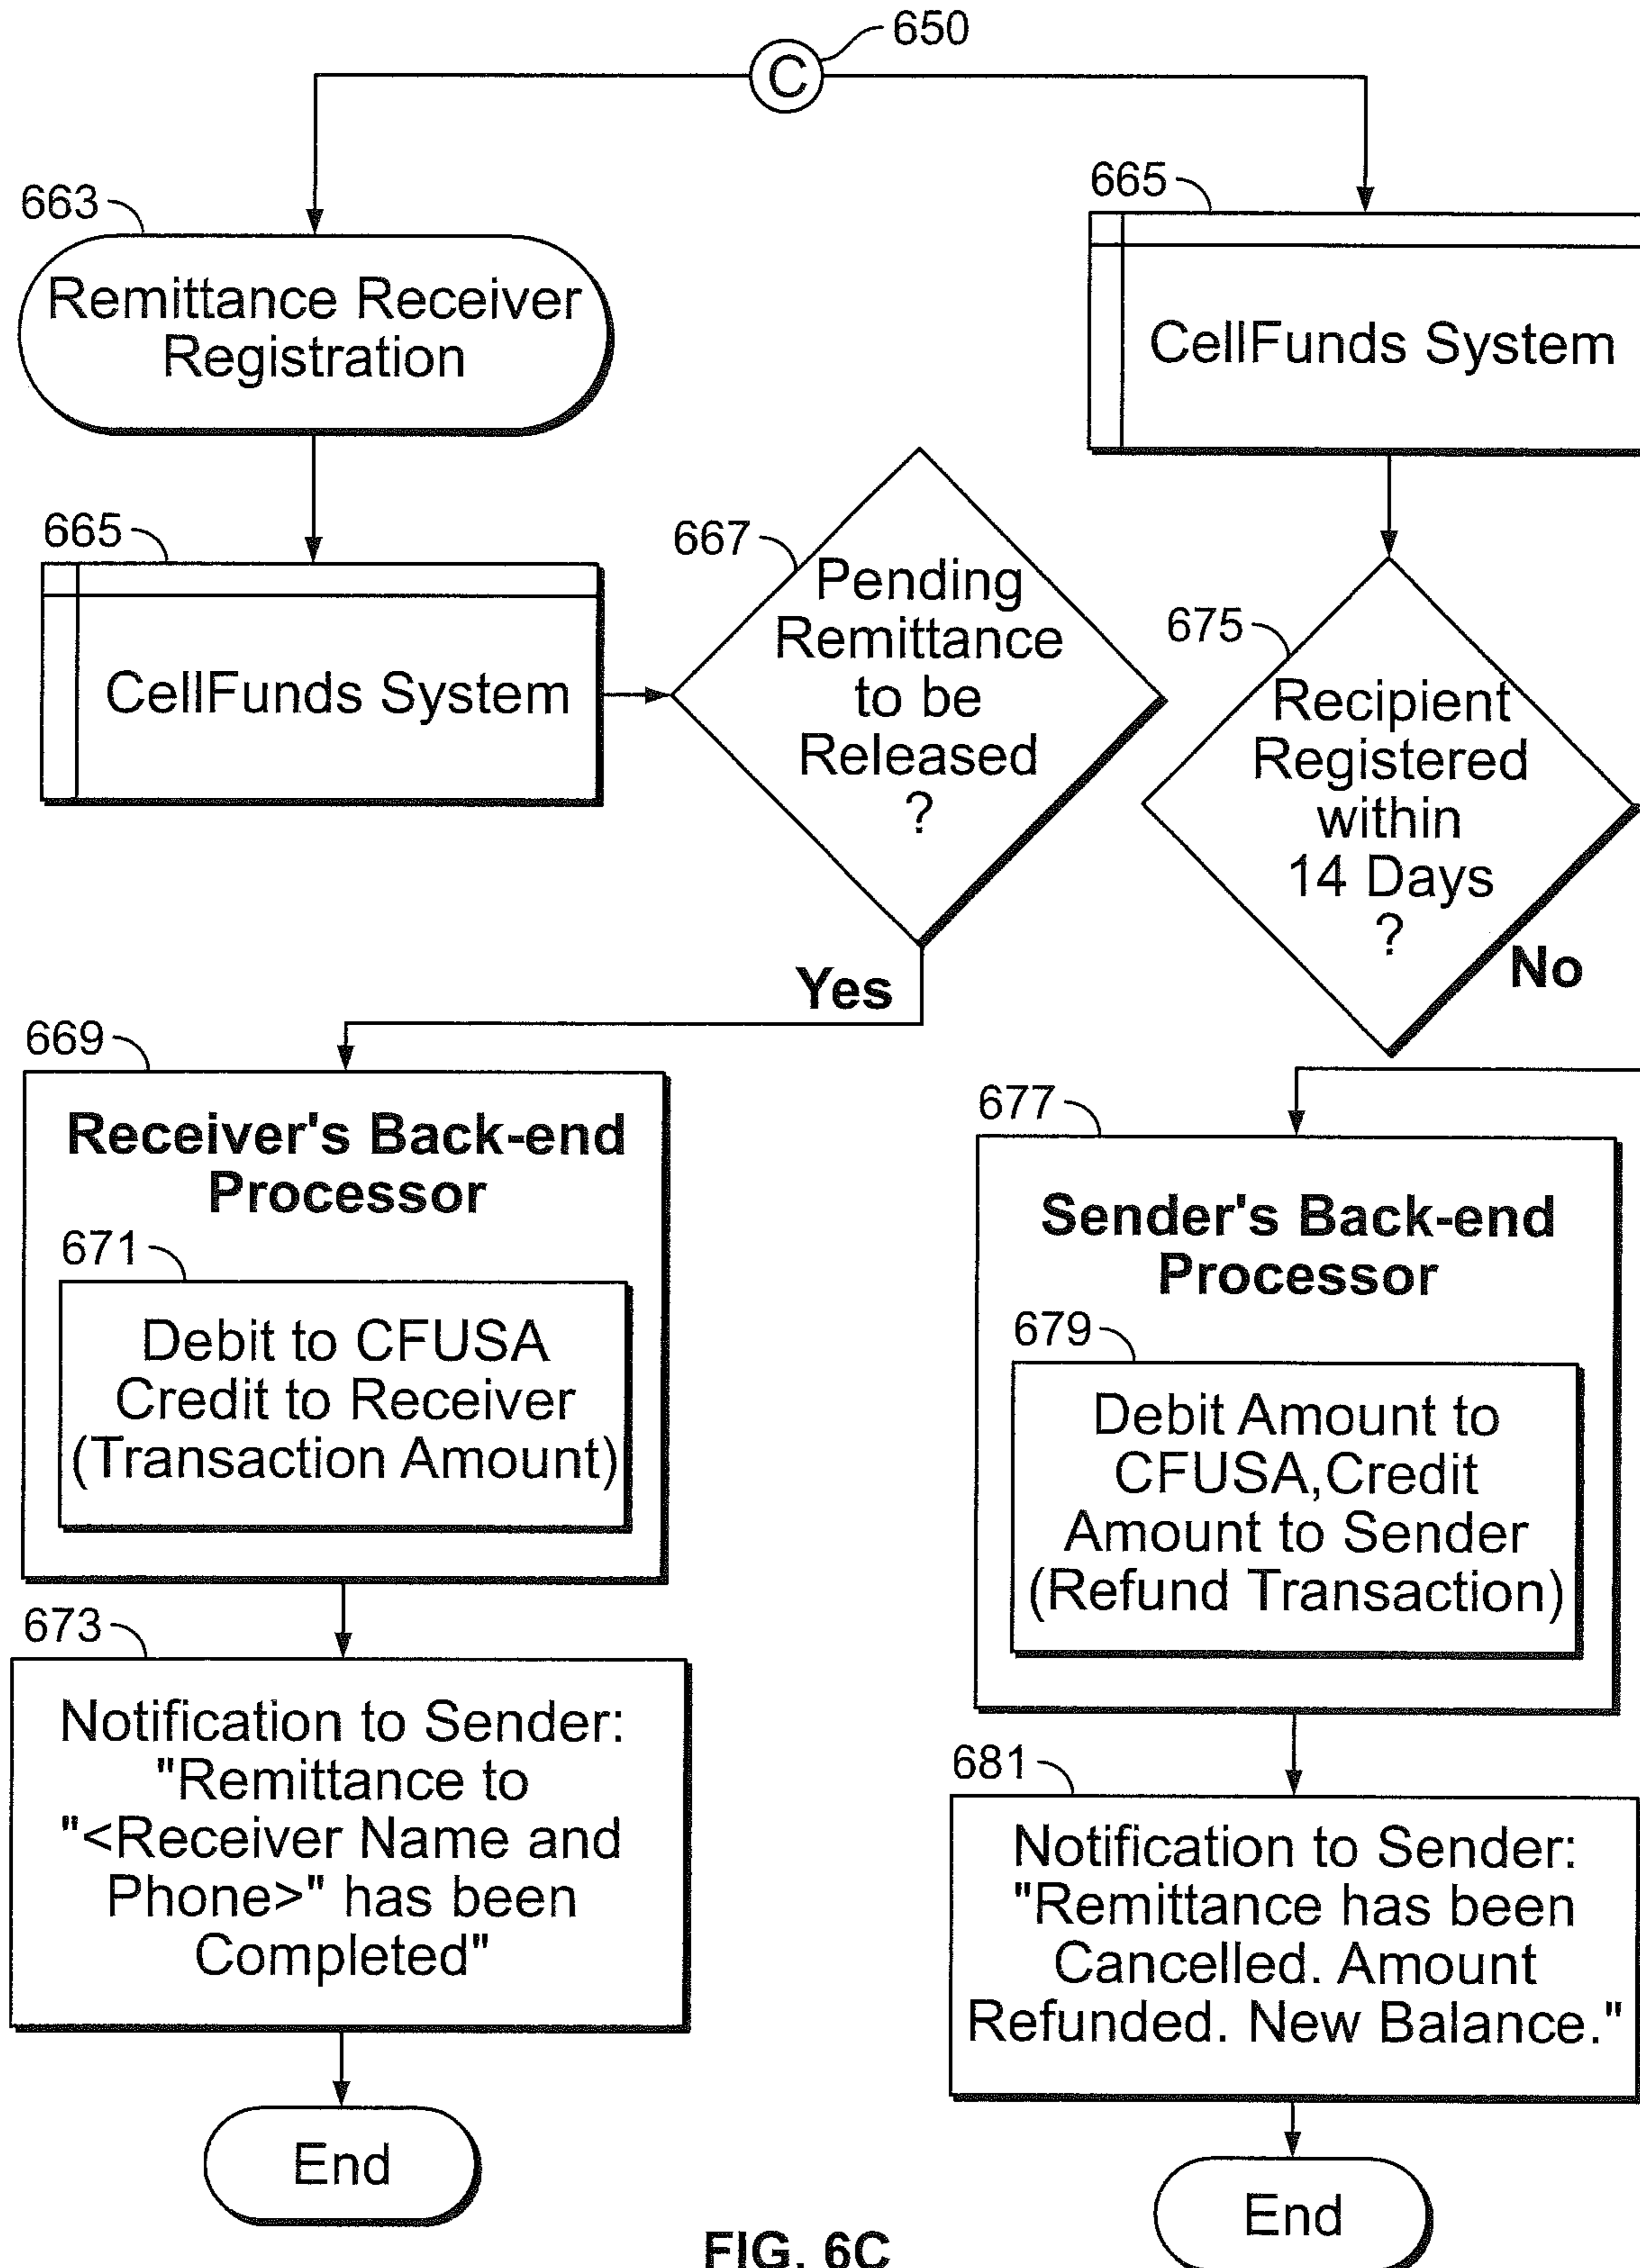 650
C
663
Remittance Receiver
Registration
665
CellFunds System
667
Pending
Remittance
to be
Released
?
Yes
669
Receiver's Back-end
Processor
671
Debit to CFUSA
Credit to Receiver
(Transaction Amount)
673
Notification to Sender:
"Remittance to
"<Receiver Name and
Phone>" has been
Completed"
End
665
CellFunds System
675
Recipient
Registered
within
14 Days
?
No
677
Sender's Back-end
Processor
679
Debit Amount to
CFUSA,Credit
Amount to Sender
(Refund Transaction)
681
Notification to Sender:
"Remittance has been
Cancelled. Amount
Refunded. New Balance."
End
FIG. 6C